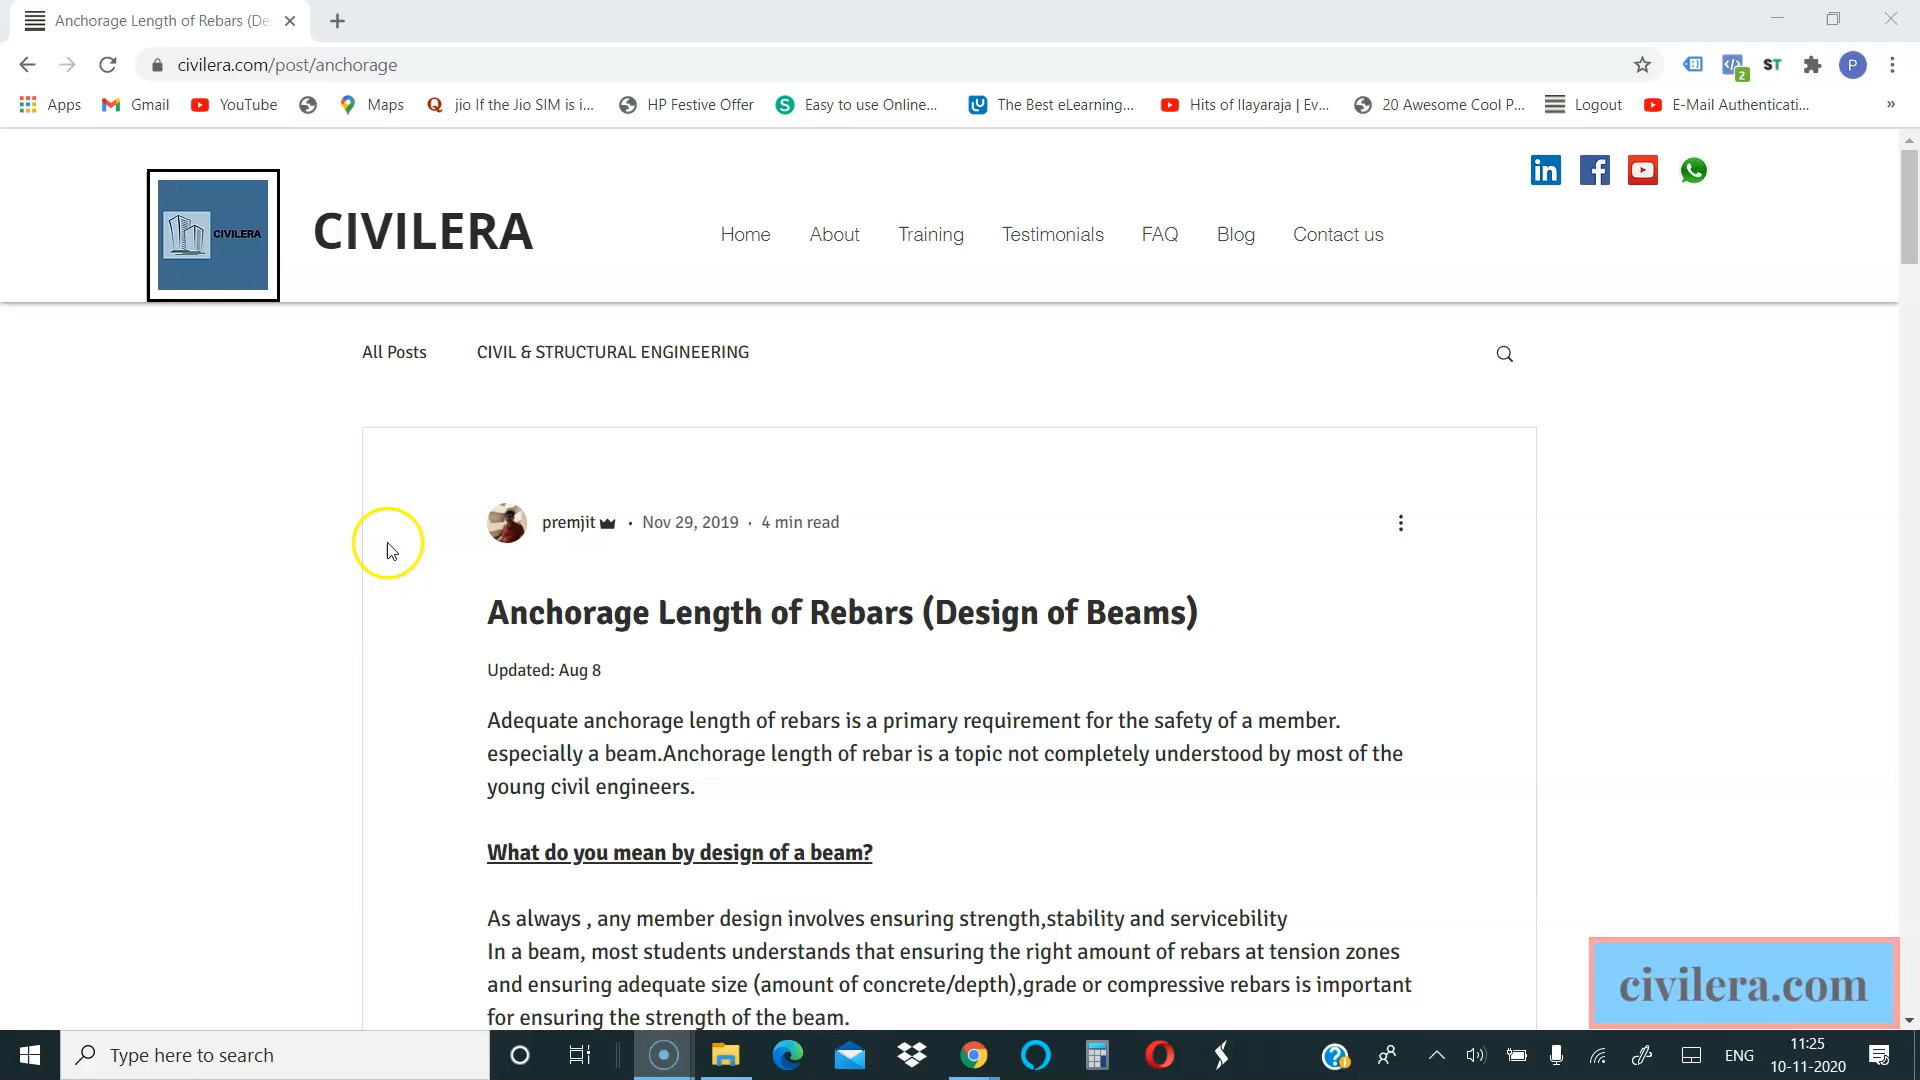 Anchorage Length of Rebars (De
civilera.com/post/anchorage
2
ST
P
Apps
Gmail
YouTube
Maps
jio If the Jio SIM is i...
HP Festive Offer
Easy to use Online...
The Best eLearning...
Hits of Ilayaraja | Ev...
20 Awesome Cool P...
Logout
E-Mail Authenticati...
»
CIVILERA
CIVILERA
Home
About
Training
Testimonials
FAQ
Blog
Contact us
All Posts
CIVIL & STRUCTURAL ENGINEERING
premjit · Nov 29, 2019 · 4 min read
Anchorage Length of Rebars (Design of Beams)
Updated: Aug 8
Adequate anchorage length of rebars is a primary requirement for the safety of a member.
especially a beam.Anchorage length of rebar is a topic not completely understood by most of the
young civil engineers.
What do you mean by design of a beam?
As always , any member design involves ensuring strength,stability and servicebility
In a beam, most students understands that ensuring the right amount of rebars at tension zones
and ensuring adequate size (amount of concrete/depth),grade or compressive rebars is important
for ensuring the strength of the beam.
civilera.com
Type here to search
ENG
11:25
10-11-2020